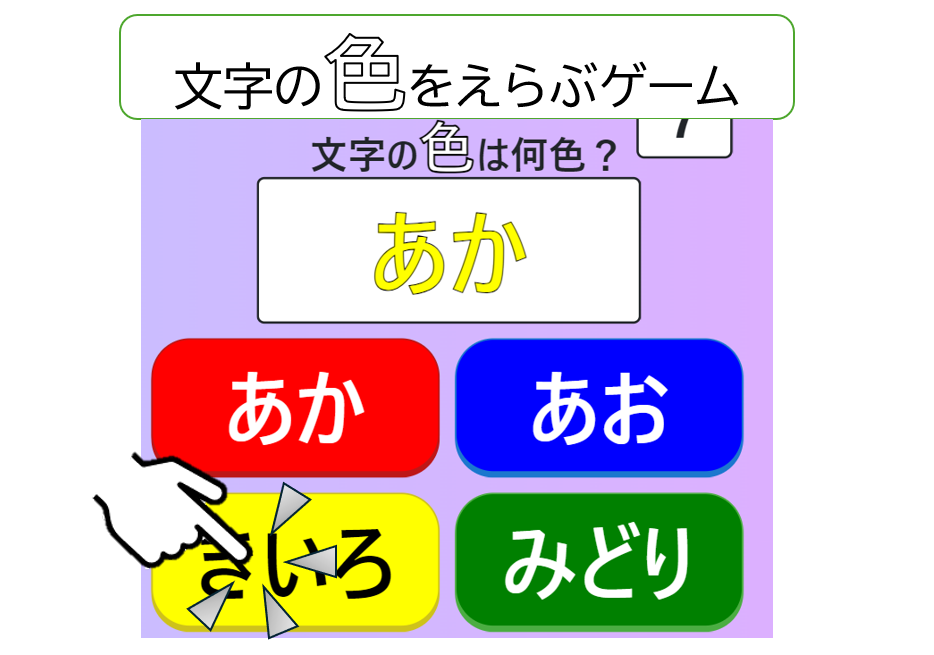 文字の色をえらぶゲーム
文字の色は何色？
あか
あか
あお
きいろ
みどり